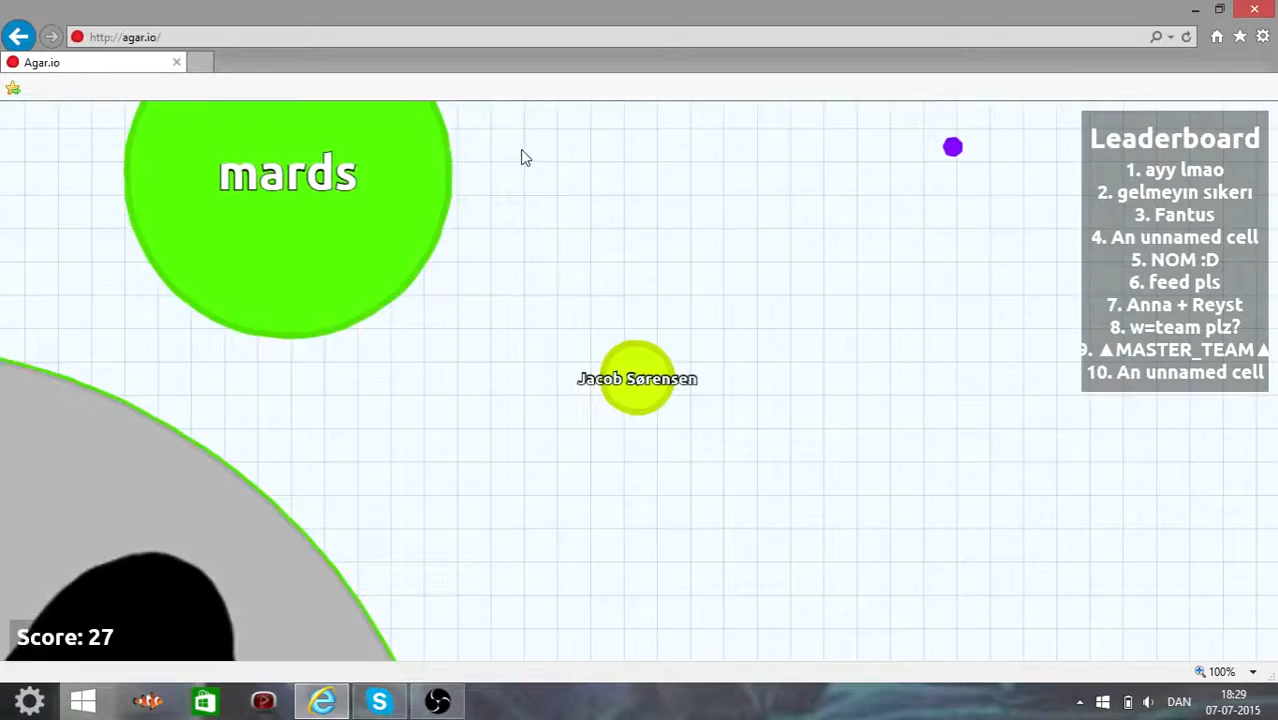 http://agar.io/
Agar.io
mards
Jacob Sørensen
Leaderboard
1. ayy lmao
2. gelmeyın sıkerı
3. Fantus
4. An unnamed cell
5. NOM :D
6. feed pls
7. Anna + Reyst
8. w=team plz?
9. ▲MASTER_TEAM▲
10. An unnamed cell
Score: 27
100%
DAN
18:29
07-07-2015